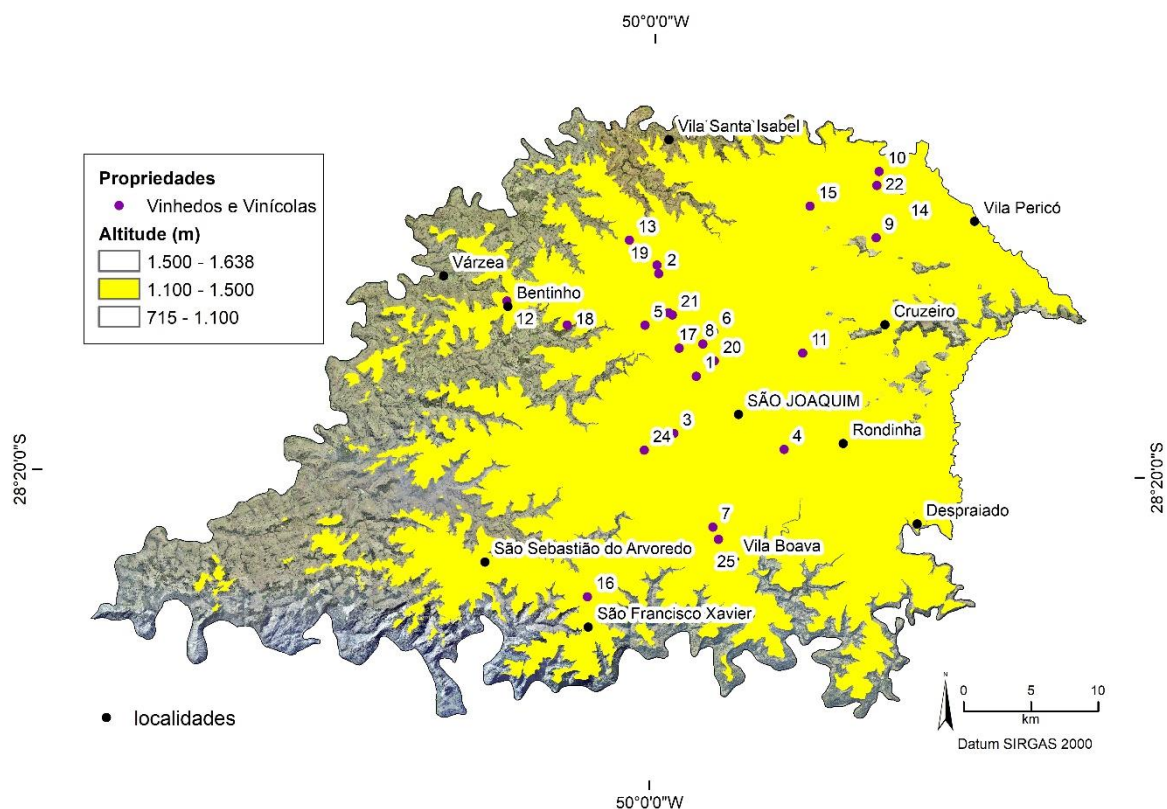 50°0'0"W
Vila Santa Isabel
Propriedades
Vinhedos e Vinícolas
Altitude (m)
1.500 - 1.638
1.100 - 1.500
715 - 1.100
10
22
15
14
Vila Pericó
9
13
19
2
Várzea
Bentinho
12
18
5
21
6
8
17
20
1
11
Cruzeiro
SÃO JOAQUIM
3
24
4
Rondinha
28°20'0"S
28°20'0"S
7
Despraiado
Vila Boava
25
São Sebastião do Arvoredo
16
São Francisco Xavier
localidades
N
0 5 10
km
Datum SIRGAS 2000
50°0'0"W